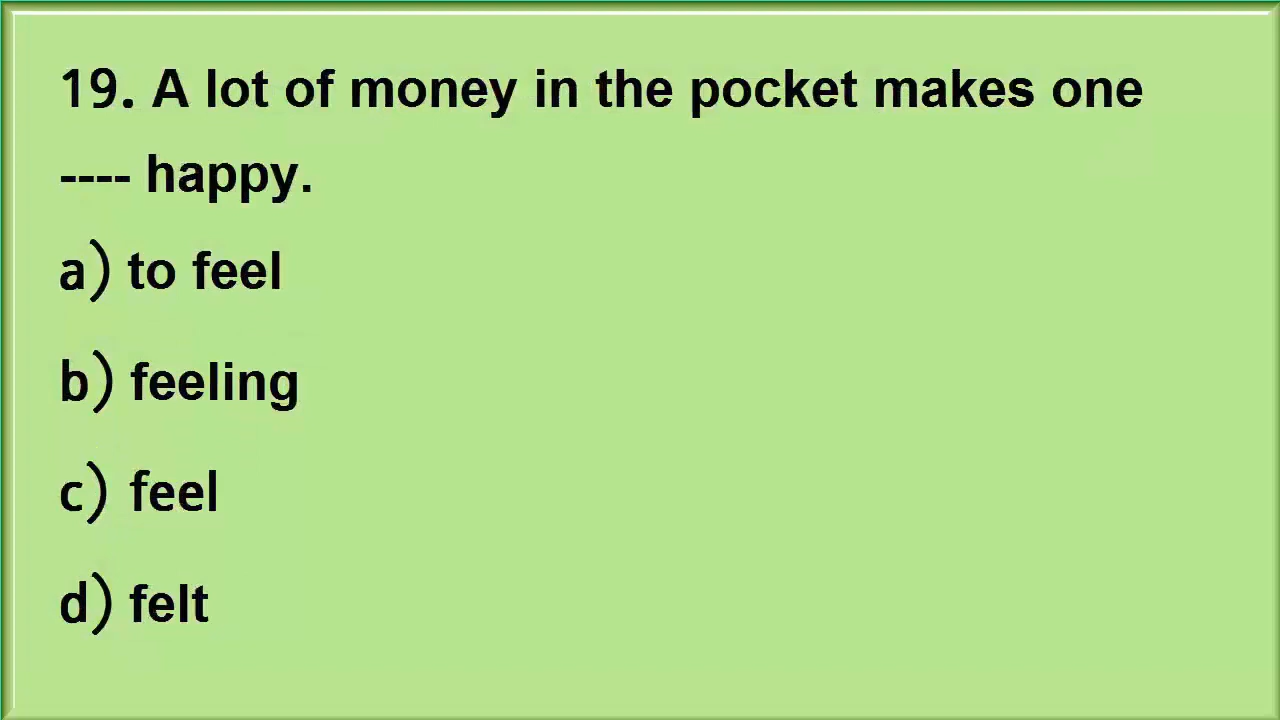 19. A lot of money in the pocket makes one
---- happy.
a) to feel
b) feeling
c) feel
d) felt